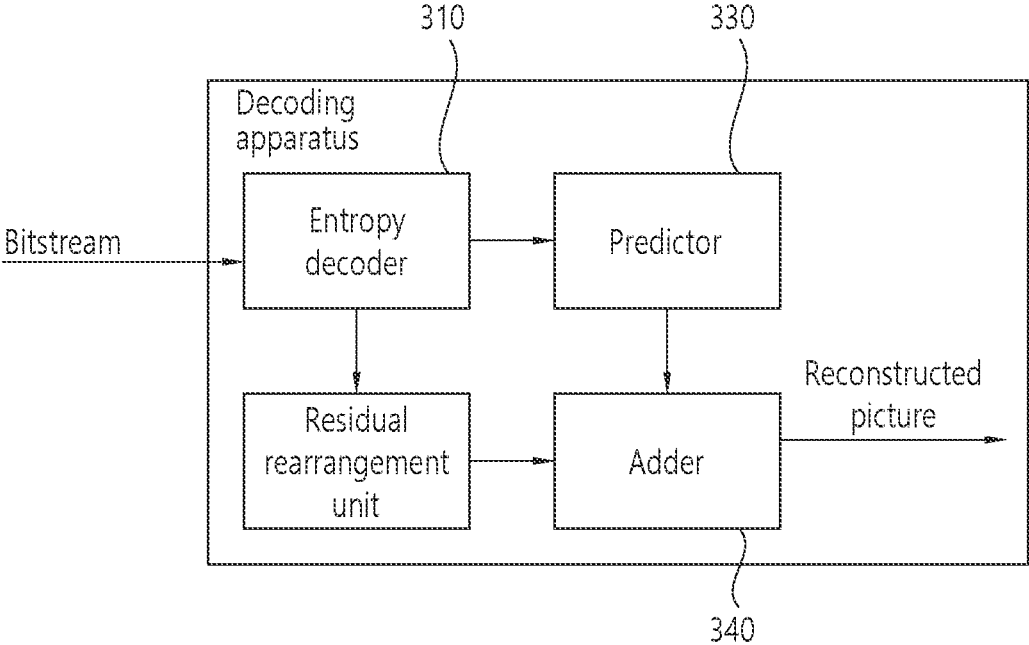 310
330
Decoding
apparatus
Entropy
decoder
Predictor
Bitstream
Residual
rearrangement
unit
Adder
Reconstructed
picture
340